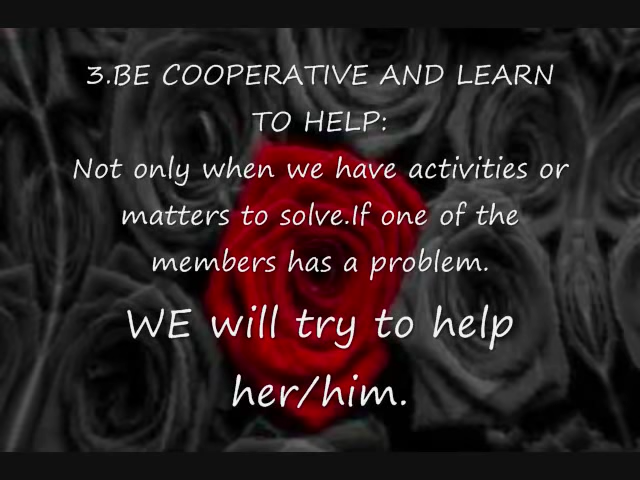 3.BE COOPERATIVE AND LEARN
TO HELP:
Not only when we have activities or
matters to solve.If one of the
members has a problem.
WE will try to help
her/him.